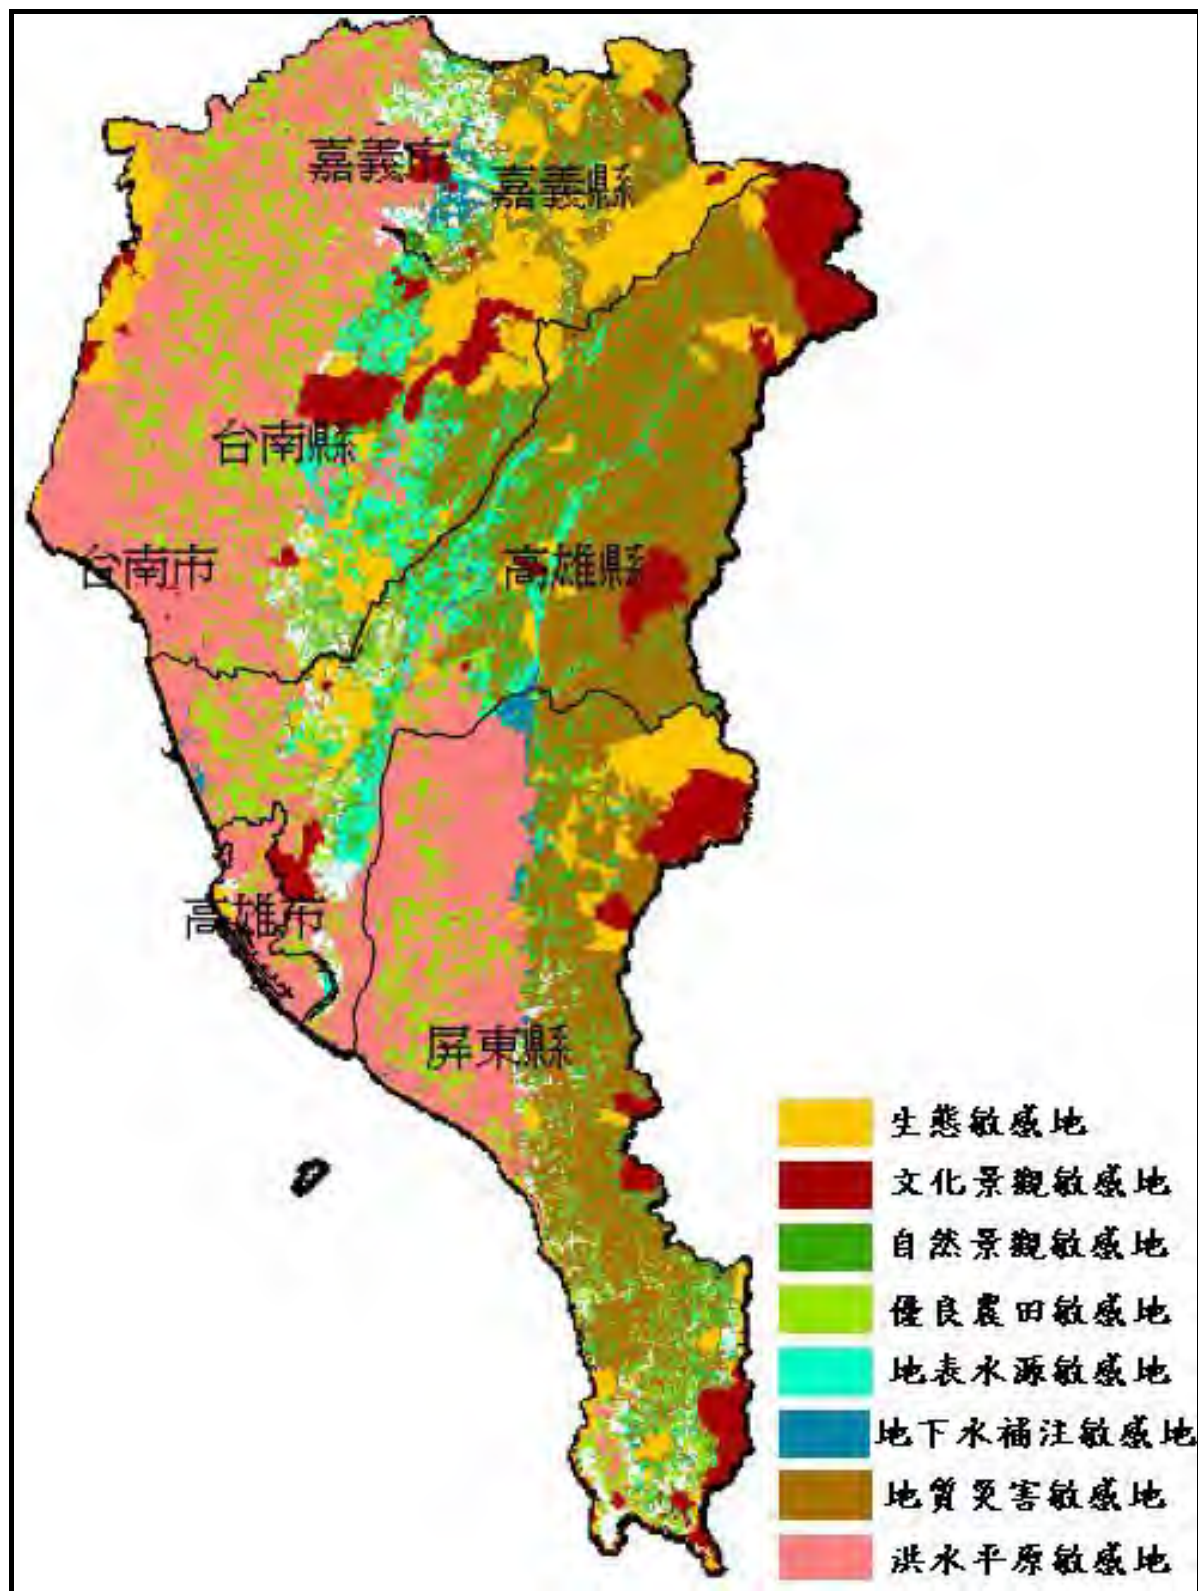 嘉義市
嘉義縣
台南縣
台南市
高雄縣
高雄市
屏東縣
生態敏感地
文化景觀敏感地
自然景觀敏感地
優良農田敏感地
地表水源敏感地
地下水補注敏感地
地質災害敏感地
洪水平原敏感地